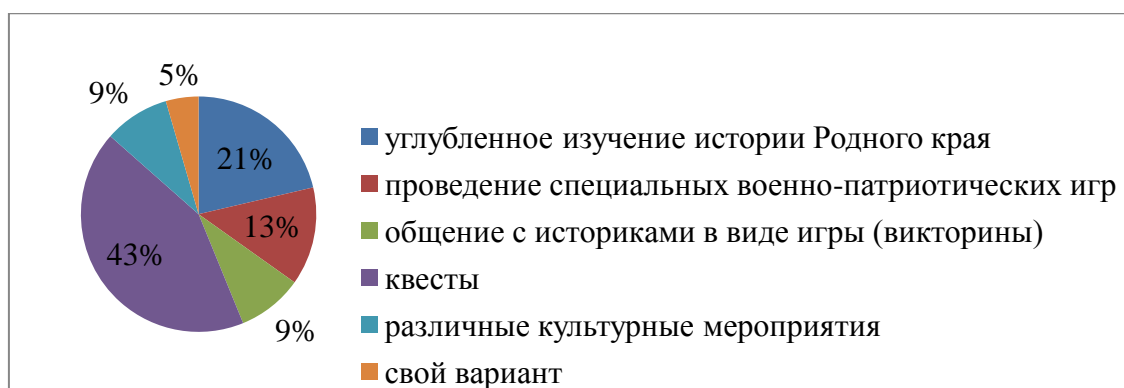 5%
9%
21%
13%
43%
9%
углубленное изучение истории Родного края
проведение специальных военно-патриотических игр
общение с историками в виде игры (викторины)
квесты
различные культурные мероприятия
свой вариант